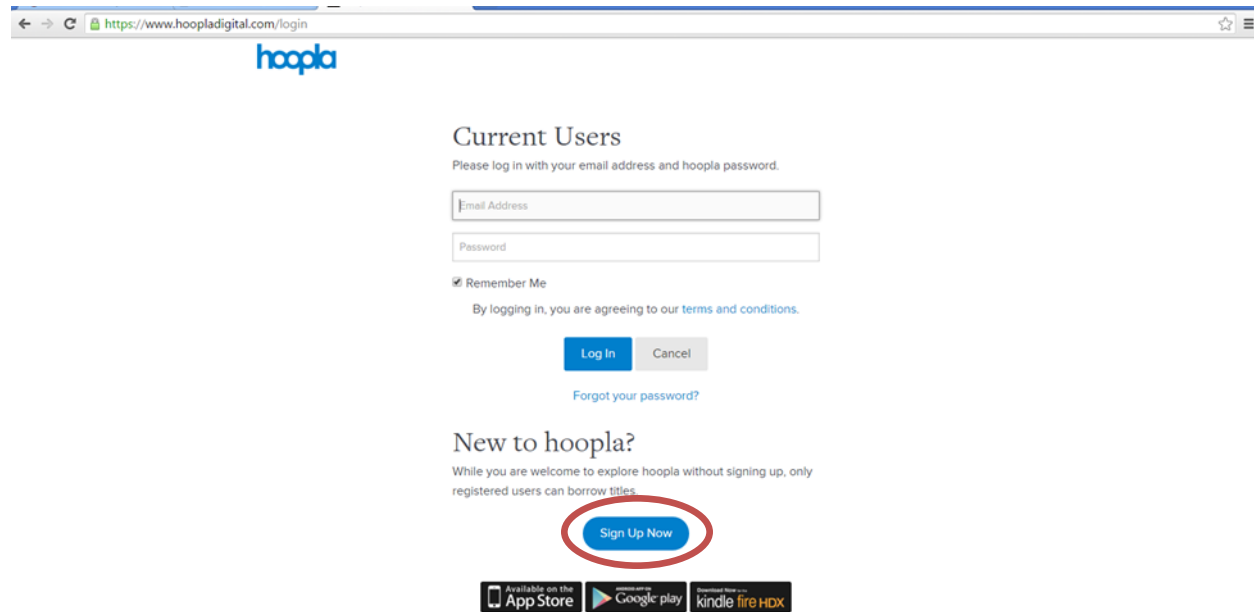 https://www.hoopladigital.com/login
hoopla
Current Users
Please log in with your email address and hoopla password.
Email Address
Password
Remember Me
By logging in, you are agreeing to our terms and conditions.
Log In Cancel
Forgot your password?
New to hoopla?
While you are welcome to explore hoopla without signing up, only
registered users can borrow titles.
Sign Up Now
Available on the ANDROID APP ON
App Store Google play kindle fire HDX